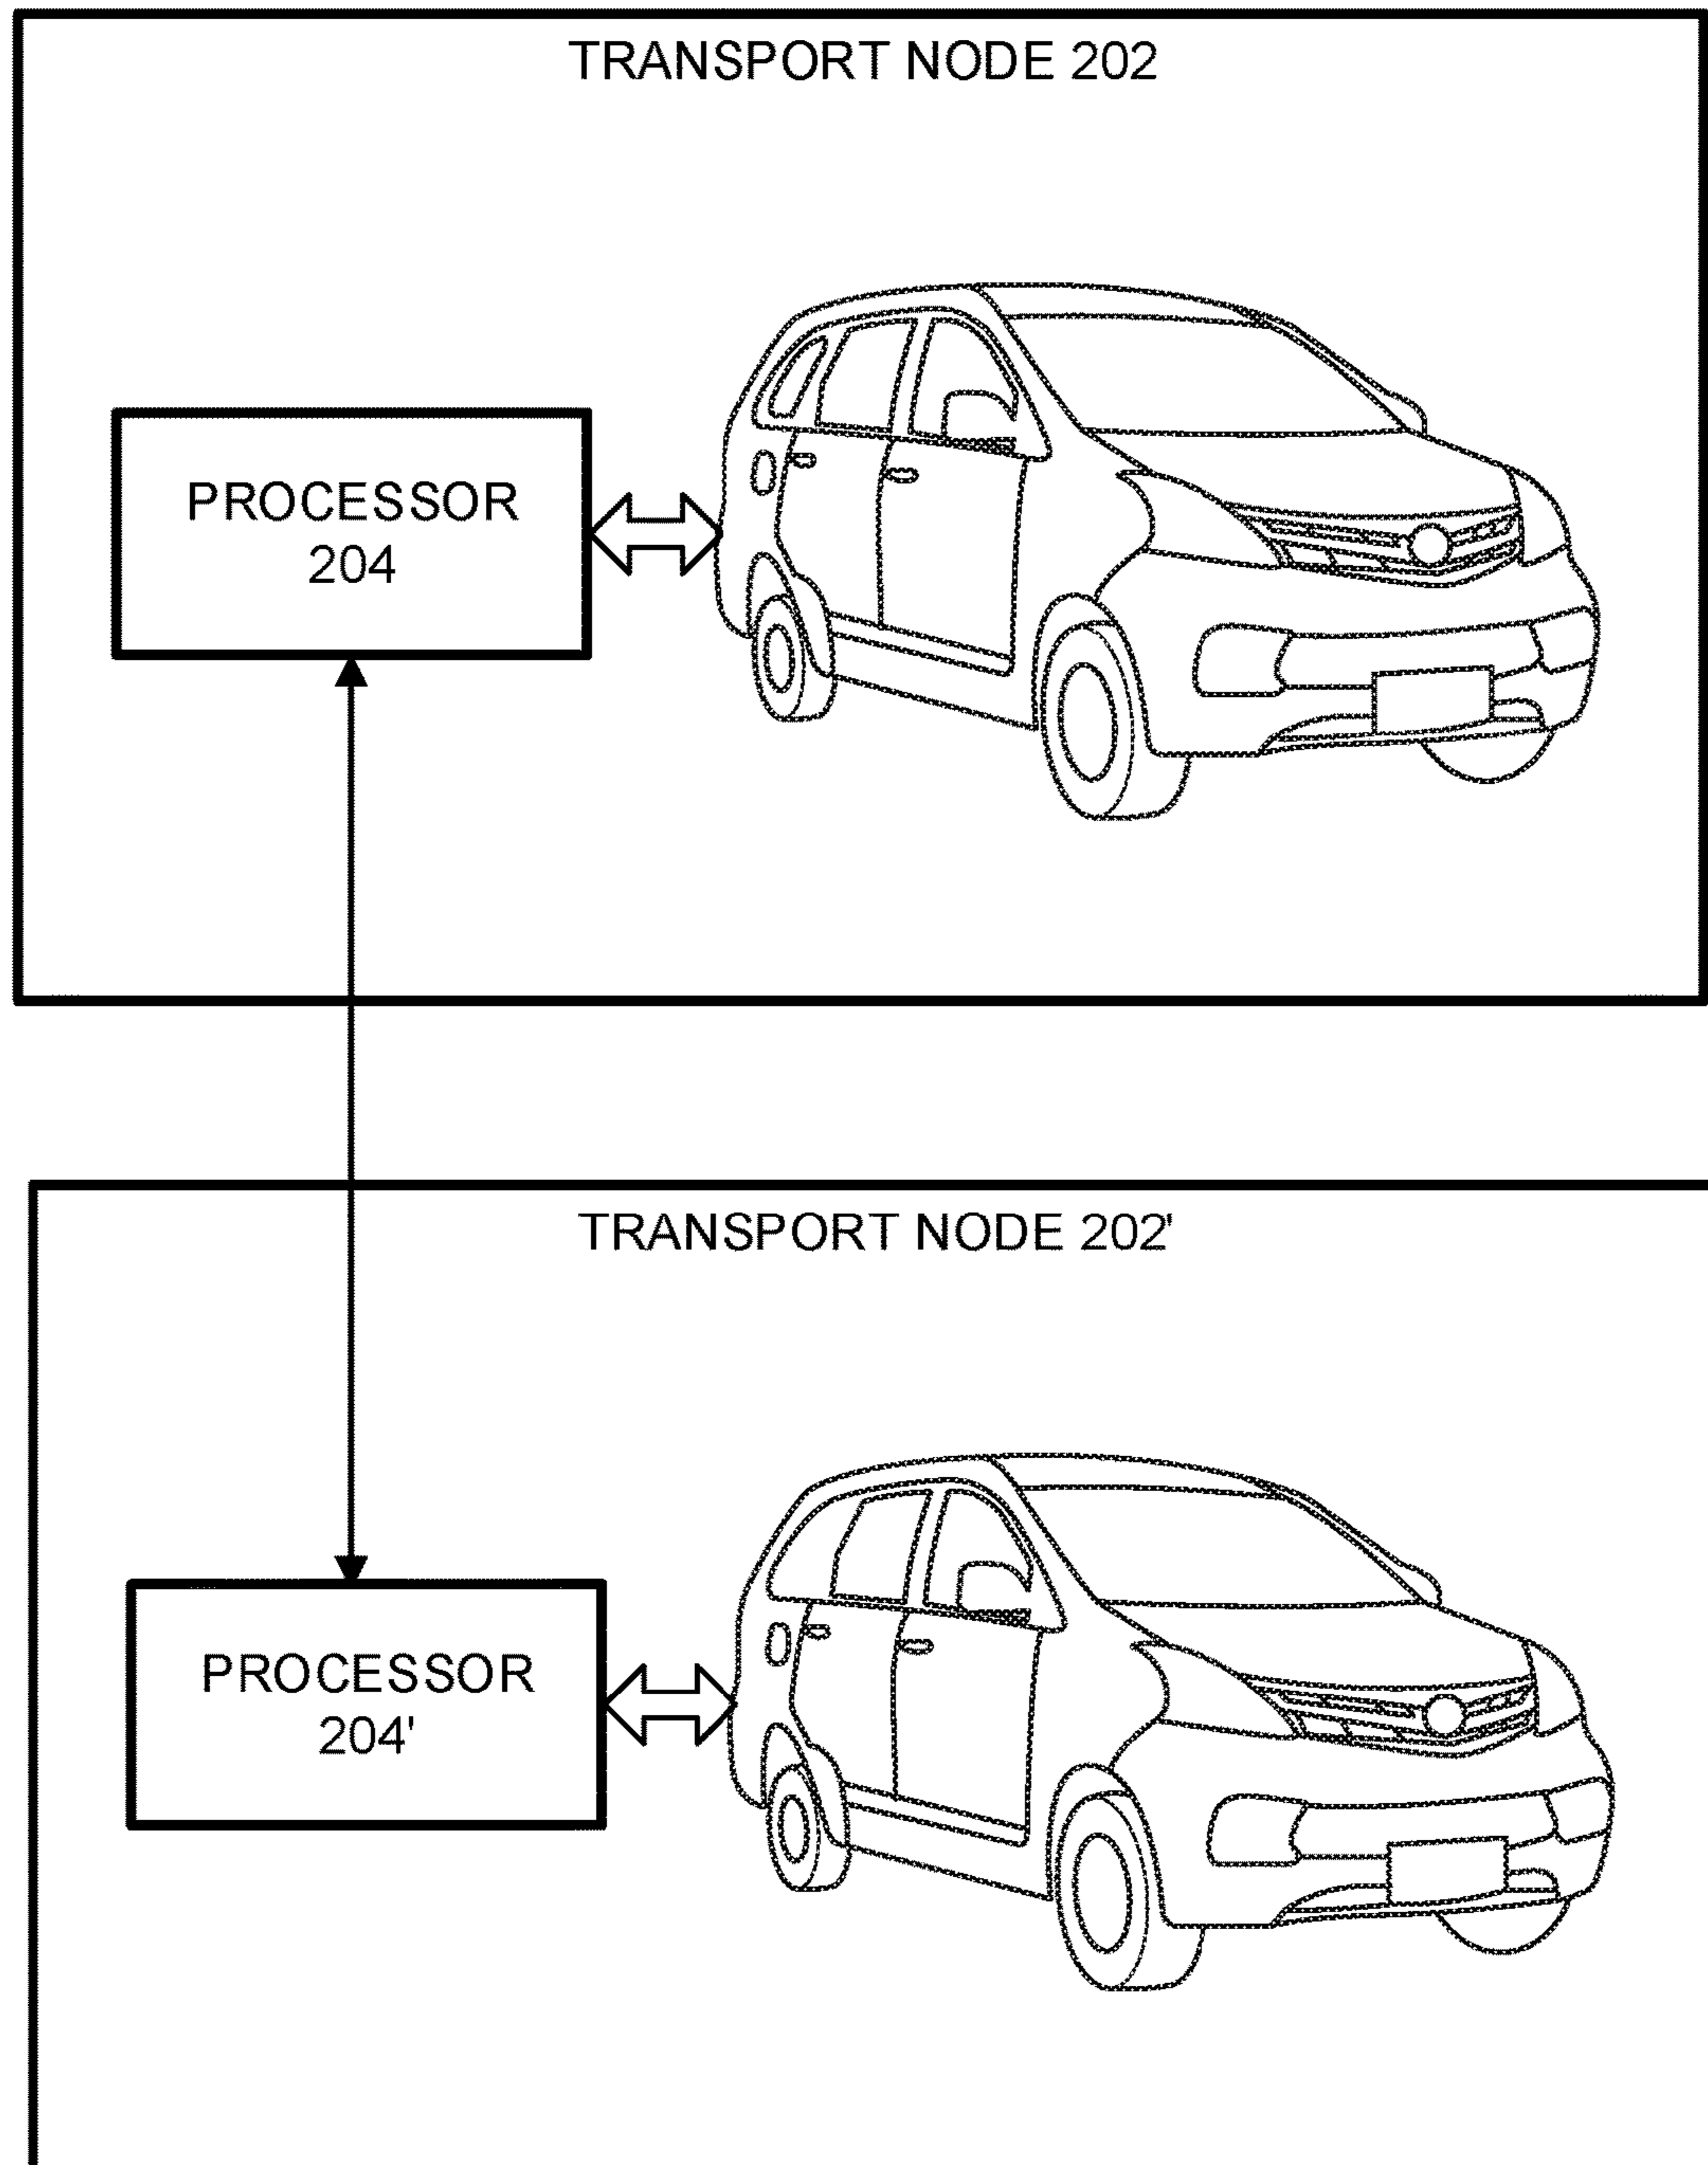 TRANSPORT NODE 202
PROCESSOR
204
TRANSPORT NODE 202'
PROCESSOR
204'